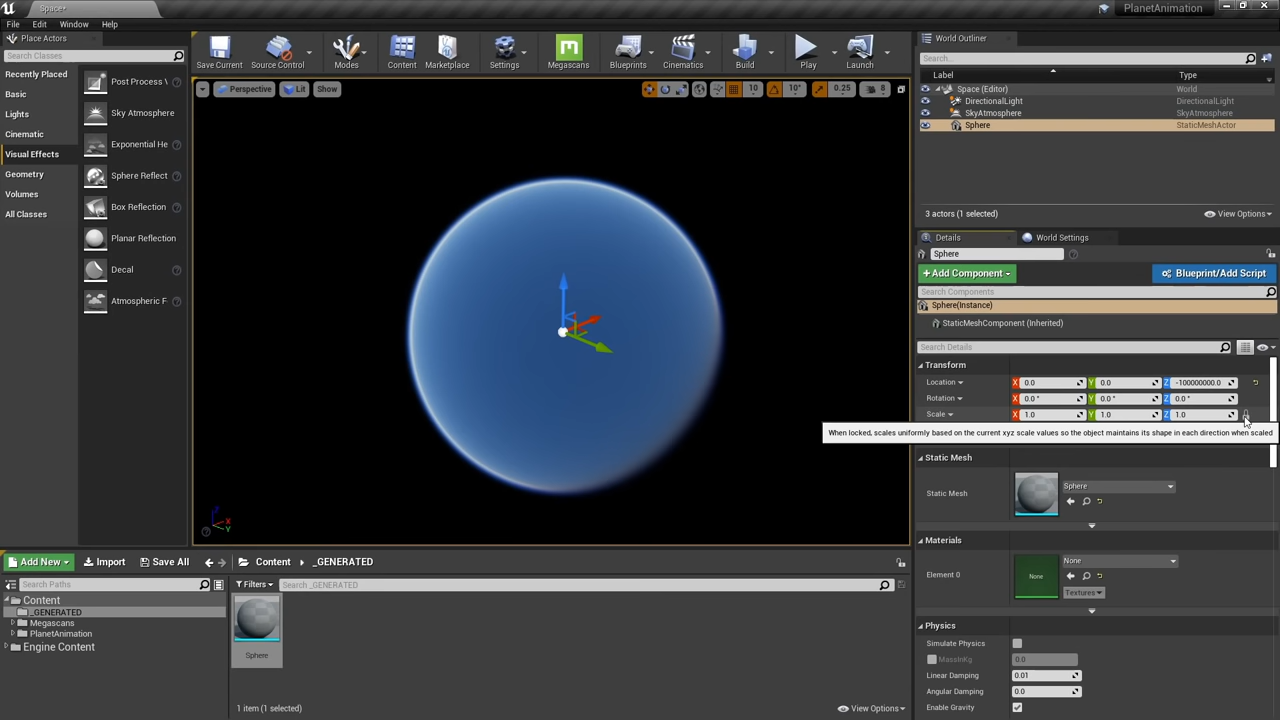 Space*
PlanetAnimation
File Edit Window Help
Place Actors
Search Classes
Recently Placed
Basic
Lights
Cinematic
Visual Effects
Geometry
Volumes
All Classes
Post Process V
Sky Atmosphere
Exponential He
Sphere Reflect
Box Reflection
Planar Reflection
Decal
Atmospheric F
Save Current
Source Control
Modes
Content
Marketplace
Settings
Megascans
Blueprints
Cinematics
Build
Play
Launch
Perspective Lit Show
10 10° 0.25 8
Z
X
Y
World Outliner
Search...
Label Type
Space (Editor) World
DirectionalLight DirectionalLight
SkyAtmosphere SkyAtmosphere
Sphere StaticMeshActor
3 actors (1 selected) View Options
Details World Settings
Sphere
+Add Component Blueprint/Add Script
Search Components
Sphere(Instance)
StaticMeshComponent (Inherited)
Search Details
Transform
Location X 0.0 Y 0.0 Z -100000000.0
Rotation X 0.0 ° Y 0.0 ° Z 0.0 °
Scale X 1.0 Y 1.0 Z 1.0
When locked, scales uniformly based on the current xyz scale values so the object maintains its shape in each direction when scaled
Static Mesh
Static Mesh Sphere
Materials
Element 0 None None
Textures
Physics
Simulate Physics
MassInKg 0.0
Linear Damping 0.01
Angular Damping 0.0
Enable Gravity
Add New Import Save All Content _GENERATED
Search Paths
Content
_GENERATED
Megascans
PlanetAnimation
Engine Content
Filters Search _GENERATED
Sphere
1 item (1 selected) View Options